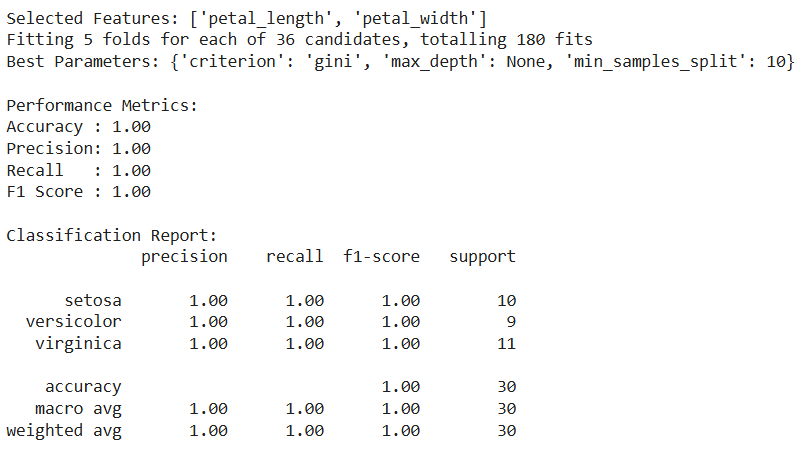 Selected Features: ['petal_length', 'petal_width']
Fitting 5 folds for each of 36 candidates, totalling 180 fits
Best Parameters: {'criterion': 'gini', 'max_depth': None, 'min_samples_split': 10}
Performance Metrics:
Accuracy : 1.00
Precision: 1.00
Recall   : 1.00
F1 Score : 1.00
Classification Report:
              precision    recall  f1-score   support
      setosa       1.00      1.00      1.00        10
  versicolor       1.00      1.00      1.00         9
   virginica       1.00      1.00      1.00        11
    accuracy                           1.00        30
   macro avg       1.00      1.00      1.00        30
weighted avg       1.00      1.00      1.00        30